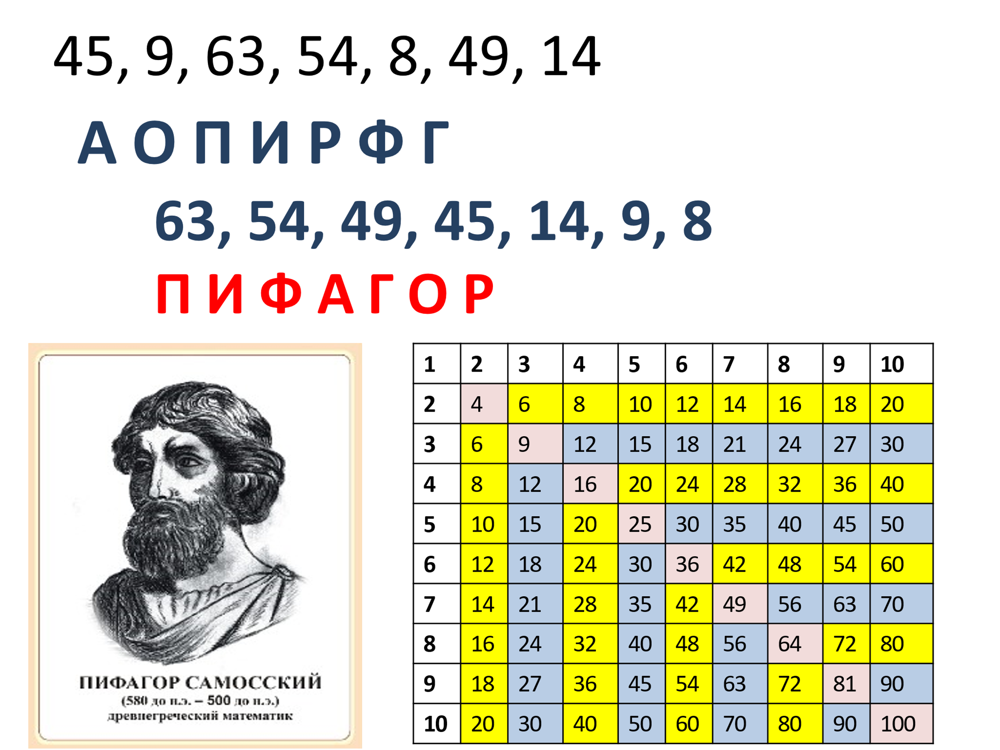 45, 9, 63, 54, 8, 49, 14
А О П И Р Ф Г
63, 54, 49, 45, 14, 9, 8
П И Ф А Г О Р
ПИФАГОР САМОССКИЙ
(580 до н.э. – 500 до н.э.)
древнегреческий математик
1 2 3 4 5 6 7 8 9 10
2 4 6 8 10 12 14 16 18 20
3 6 9 12 15 18 21 24 27 30
4 8 12 16 20 24 28 32 36 40
5 10 15 20 25 30 35 40 45 50
6 12 18 24 30 36 42 48 54 60
7 14 21 28 35 42 49 56 63 70
8 16 24 32 40 48 56 64 72 80
9 18 27 36 45 54 63 72 81 90
10 20 30 40 50 60 70 80 90 100